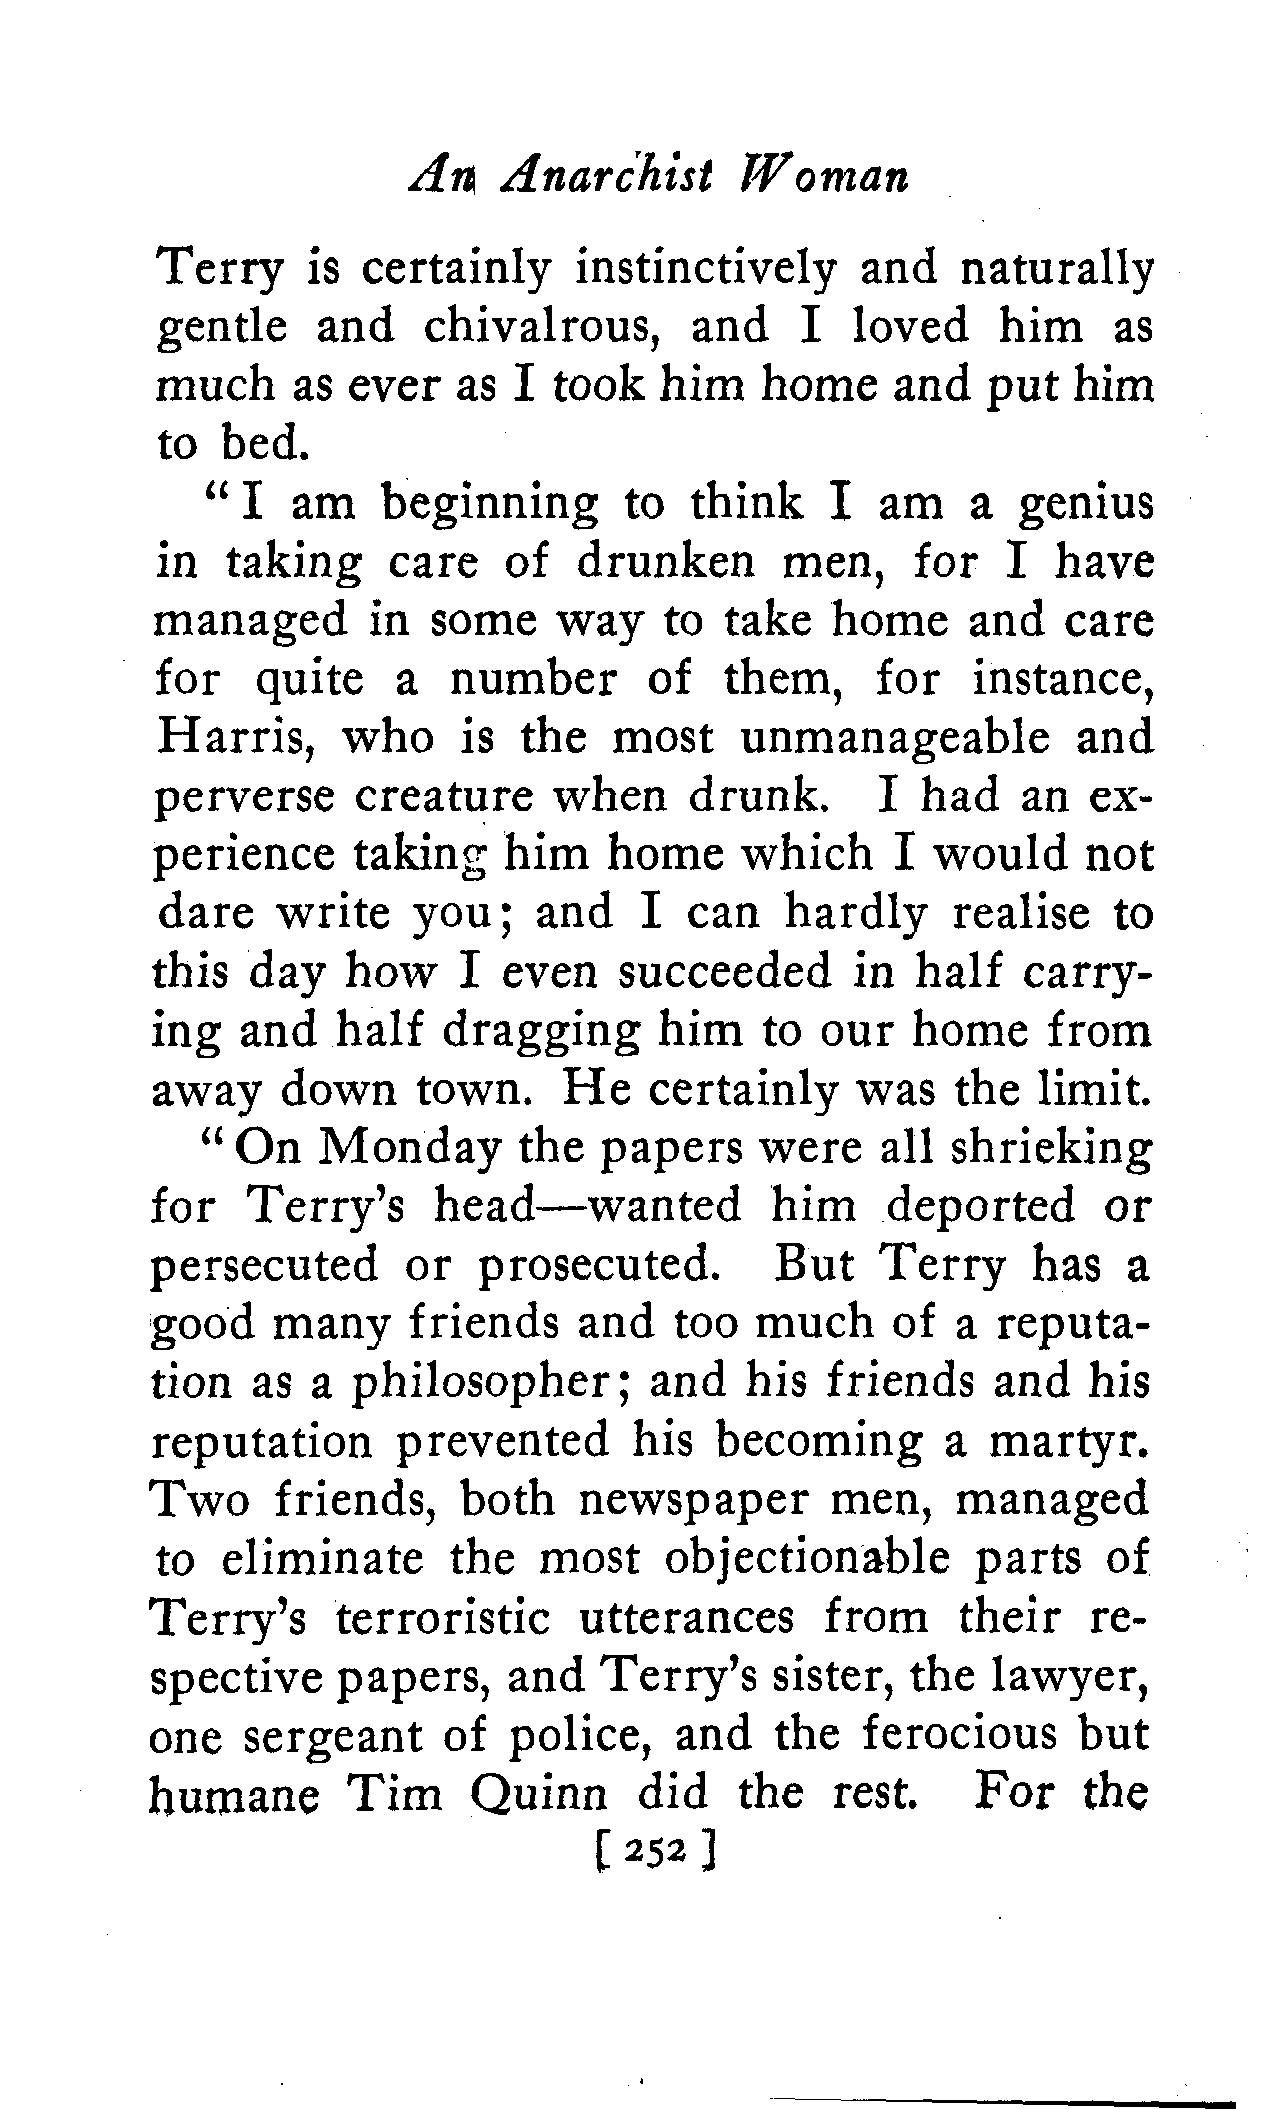 An Anarchist Woman
Terry is certainly instinctively and naturally
gentle and chivalrous, and I loved him as
much as ever as I took him home and put him
to bed.
“ I am beginning to think I am a genius
in taking care of drunken men, for I have
managed in some way to take home and care
for quite a number of them, for instance,
Harris, who is the most unmanageable and
perverse creature when drunk. I had an ex-
perience taking him home which I would not
dare write you; and I can hardly realise to
this day how I even succeeded in half carry-
ing and half dragging him to our home from
away down town. He certainly was the limit.
“ On Monday the papers were all shrieking
for Terry’s head—wanted him deported or
persecuted or prosecuted. But Terry has a
good many friends and too much of a reputa-
tion as a philosopher; and his friends and his
reputation prevented his becoming a martyr.
Two friends, both newspaper men, managed
to eliminate the most objectionable parts of
Terry’s terroristic utterances from their re-
spective papers, and Terry’s sister, the lawyer,
one sergeant of police, and the ferocious but
humane Tim Quinn did the rest. For the
[ 252 ]